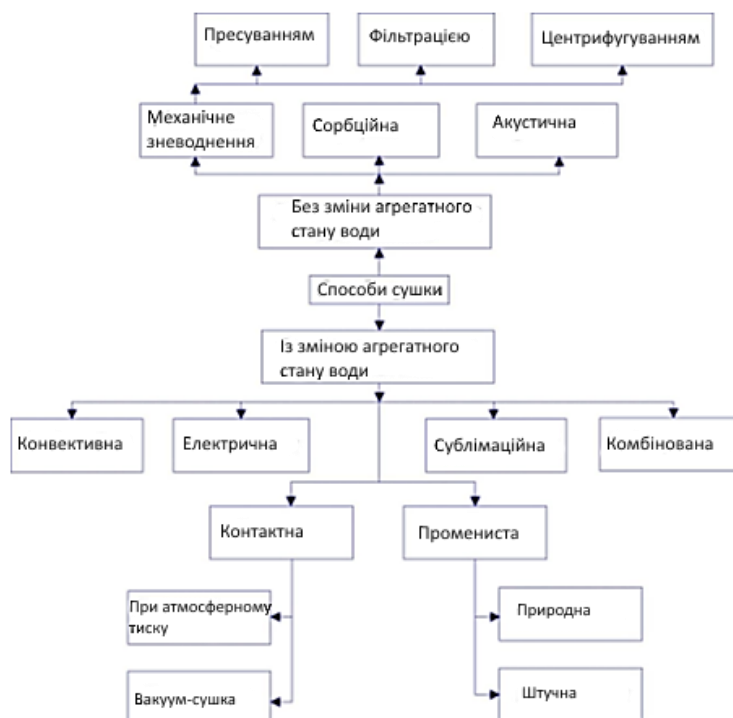 Пресуванням
Фільтрацією
Центрифугуванням
Механічне
зневоднення
Сорбційна
Акустична
Без зміни агрегатного
стану води
Способи сушки
Із зміною агрегатного
стану води
Конвективна
Електрична
Сублімаційна
Комбінована
Контактна
Промениста
При атмосферному
тиску
Природна
Вакуум-сушка
Штучна